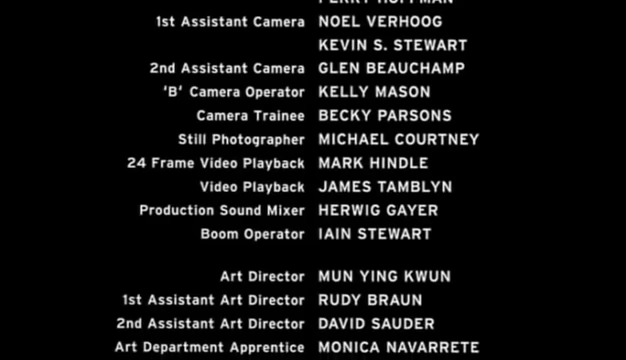 PERRY HOFFMAN
1st Assistant Camera NOEL VERHOOG
KEVIN S. STEWART
2nd Assistant Camera GLEN BEAUCHAMP
'B' Camera Operator KELLY MASON
Camera Trainee BECKY PARSONS
Still Photographer MICHAEL COURTNEY
24 Frame Video Playback MARK HINDLE
Video Playback JAMES TAMBLYN
Production Sound Mixer HERWIG GAYER
Boom Operator IAIN STEWART
Art Director MUN YING KWUN
1st Assistant Art Director RUDY BRAUN
2nd Assistant Art Director DAVID SAUDER
Art Department Apprentice MONICA NAVARRETE